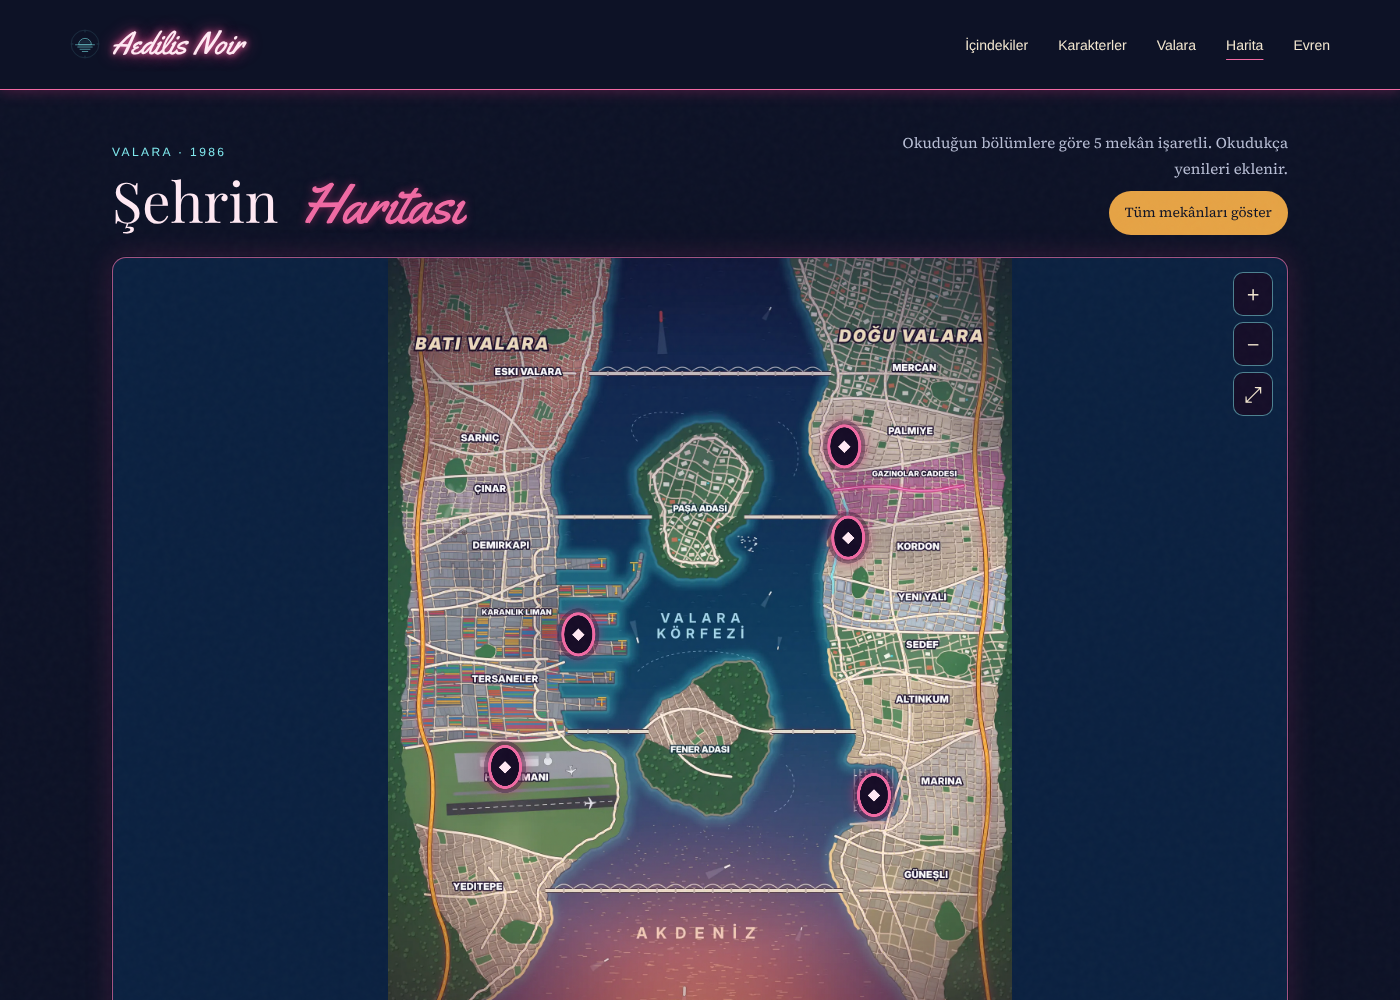 Aedilis Noir
İçindekiler
Karakterler
Valara
Harita
Evren
VALARA · 1986
Şehrin Haritası
Okuduğun bölümlere göre 5 mekân işaretli. Okudukça
yenileri eklenir.
Tüm mekânları göster
+
−
BATI VALARA
DOĞU VALARA
ESKI VALARA
MERCAN
SARNIÇ
PALMIYE
GAZINOLAR CADDESI
ÇINAR
PAŞA ADASI
DEMIRKAPI
KORDON
YENI YALI
KARANLIK LIMAN
VALARA
KÖRFEZİ
SEDEF
TERSANELER
ALTINKUM
FENER ADASI
MARINA
GÜNEŞLI
YEDITEPE
AKDENİZ